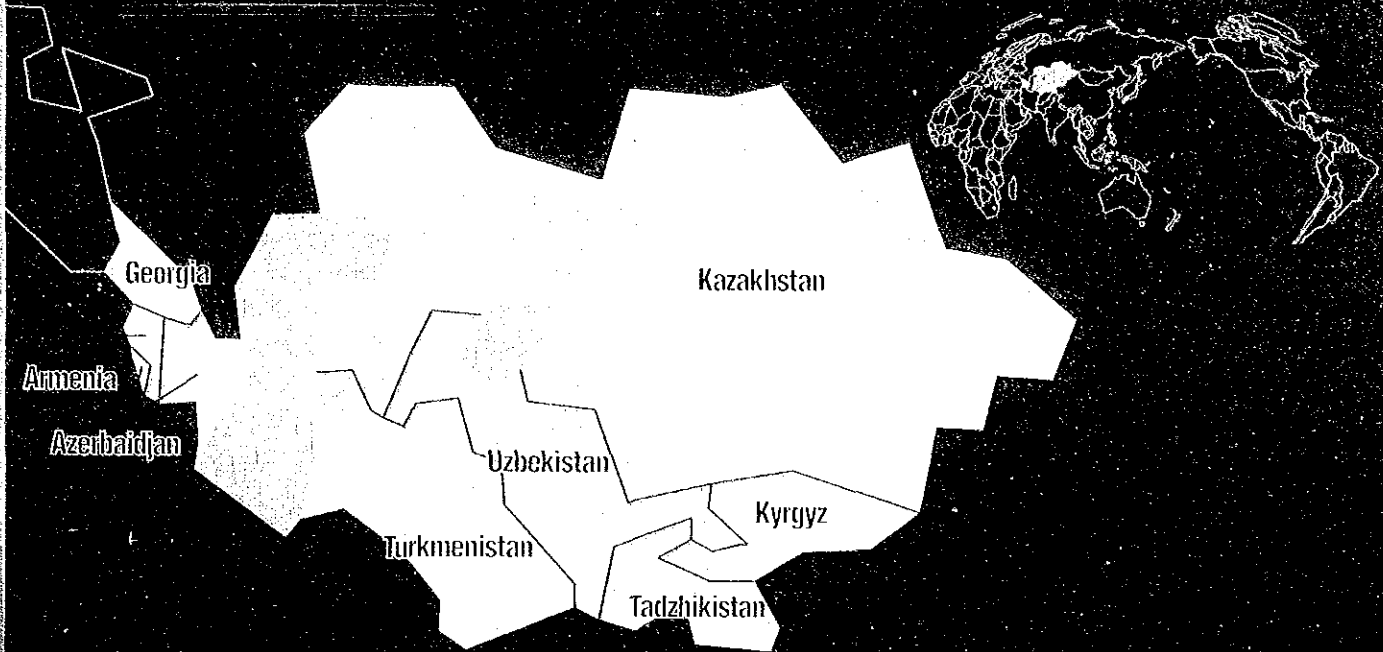 Georgia
Kazakhstan
Armenia
Azerbaidjan
Uzbekistan
Kyrgyz
Turkmenistan
Tadzhikistan